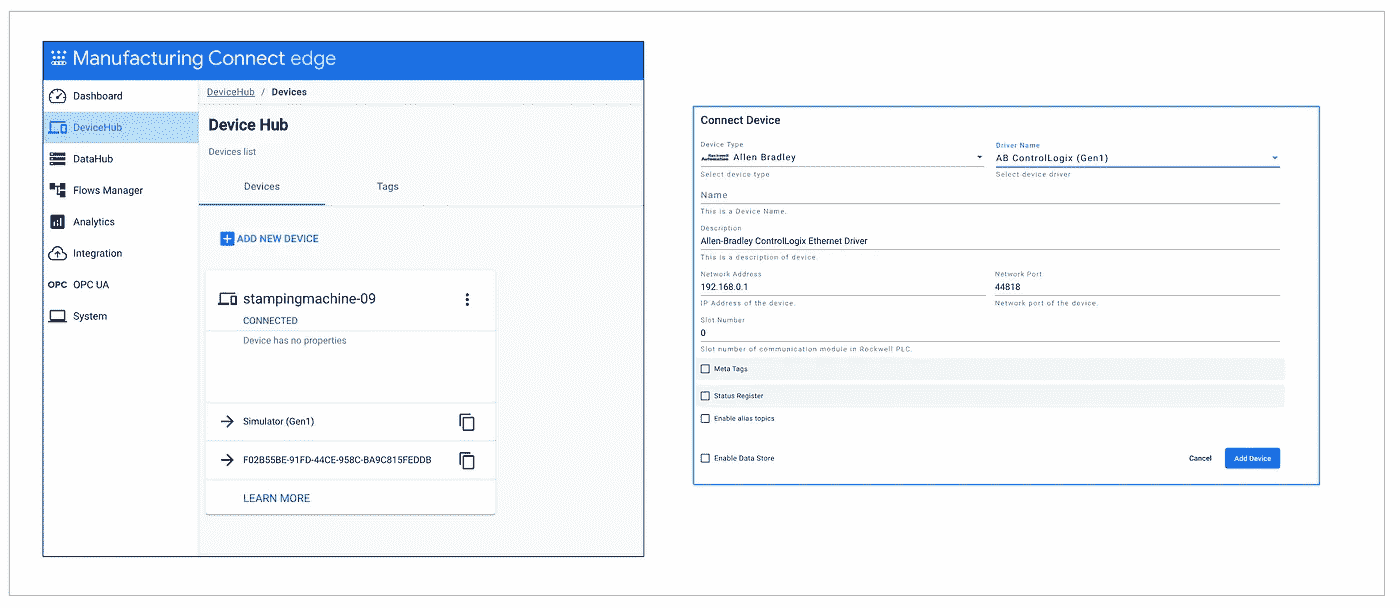 Manufacturing Connect edge
Dashboard
DeviceHub
DataHub
Flows Manager
Analytics
Integration
OPC OPC UA
System
DeviceHub / Devices
Device Hub
Devices list
Devices Tags
ADD NEW DEVICE
stampingmachine-09
CONNECTED
Device has no properties
Simulator (Gen1)
F02B55BE-91FD-44CE-958C-BA9C815FEDDB
LEARN MORE
Connect Device
Device Type Driver Name
Rockwell Automation Allen Bradley AB ControlLogix (Gen1)
Select device type Select device driver
Name
This is a Device Name.
Description
Allen-Bradley ControlLogix Ethernet Driver
This is a description of device.
Network Address Network Port
192.168.0.1 44818
IP Address of the device. Network port of the device.
Slot Number
0
Slot number of communication module in Rockwell PLC.
Meta Tags
Status Register
Enable alias topics
Enable Data Store
Cancel Add Device